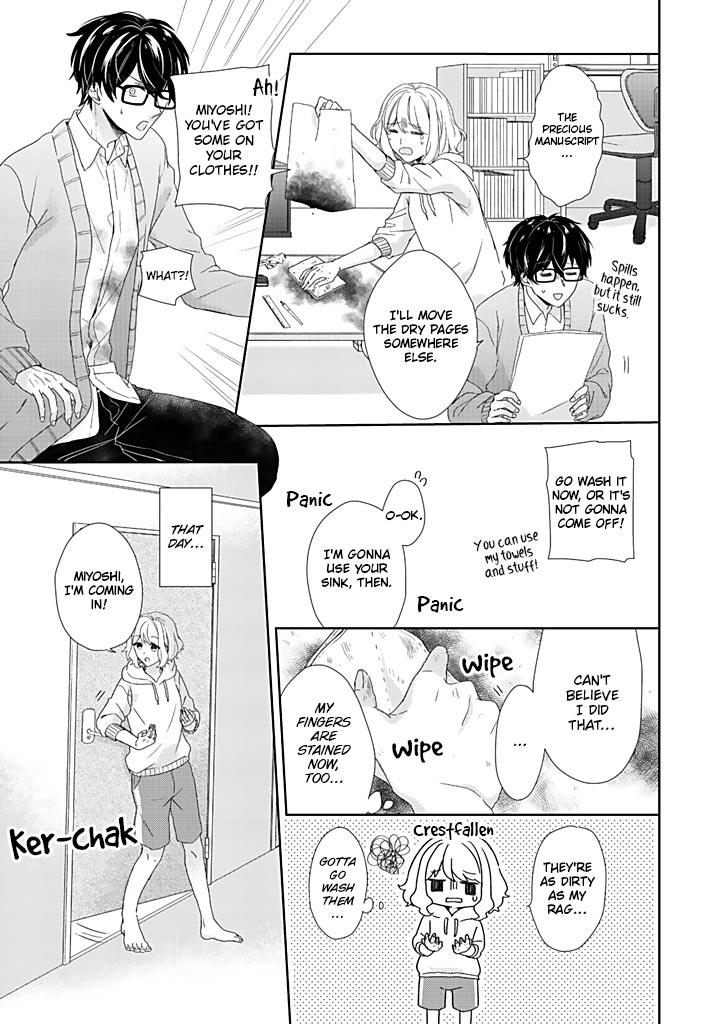 THE
PRECIOUS
MANUSCRIPT
...
Spills
happen,
but it still
sucks.
I'LL MOVE
THE DRY PAGES
SOMEWHERE
ELSE.
Ah!
MIYOSHI!
YOU'VE GOT
SOME ON
YOUR
CLOTHES!!
WHAT?!
GO WASH IT
NOW, OR IT'S
NOT GONNA
COME OFF!
You can use
my towels
and stuff!
O-OK.
I'M GONNA
USE YOUR
SINK, THEN.
Panic
Panic
CAN'T
BELIEVE
I DID
THAT...
...
Wipe
Wipe
MY
FINGERS
ARE
STAINED
NOW,
TOO...
THEY'RE
AS DIRTY
AS MY
RAG...
Crestfallen
GOTTA
GO
WASH
THEM
...
THAT
DAY...
MIYOSHI,
I'M COMING
IN!
Ker-chak